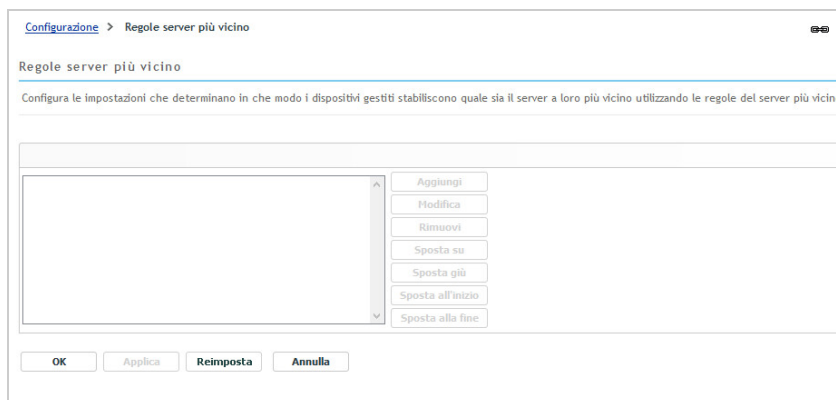 Configurazione > Regole server più vicino
Regole server più vicino
Configura le impostazioni che determinano in che modo i dispositivi gestiti stabiliscono quale sia il server a loro più vicino utilizzando le regole del server più vicin
Aggiungi
Modifica
Rimuovi
Sposta su
Sposta giù
Sposta all'inizio
Sposta alla fine
OK Applica Reimposta Annulla